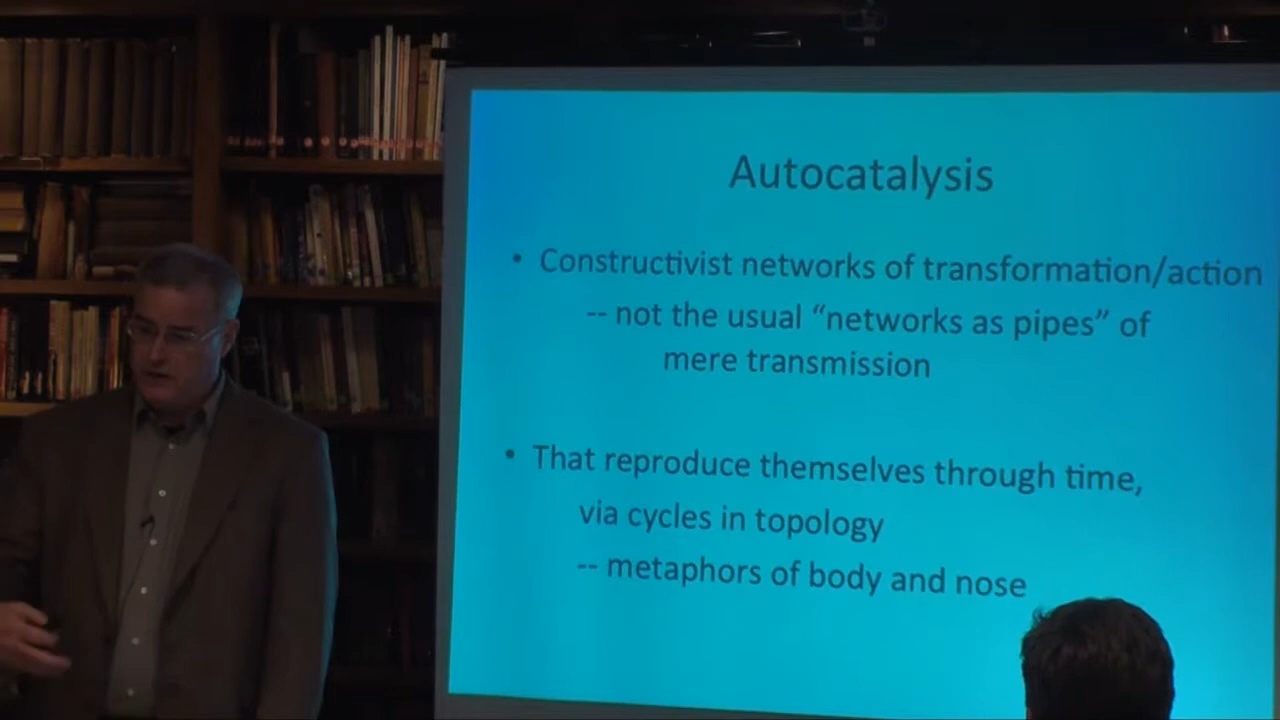 Autocatalysis
• Constructivist networks of transformation/action
-- not the usual “networks as pipes” of
mere transmission
• That reproduce themselves through time,
via cycles in topology
-- metaphors of body and nose